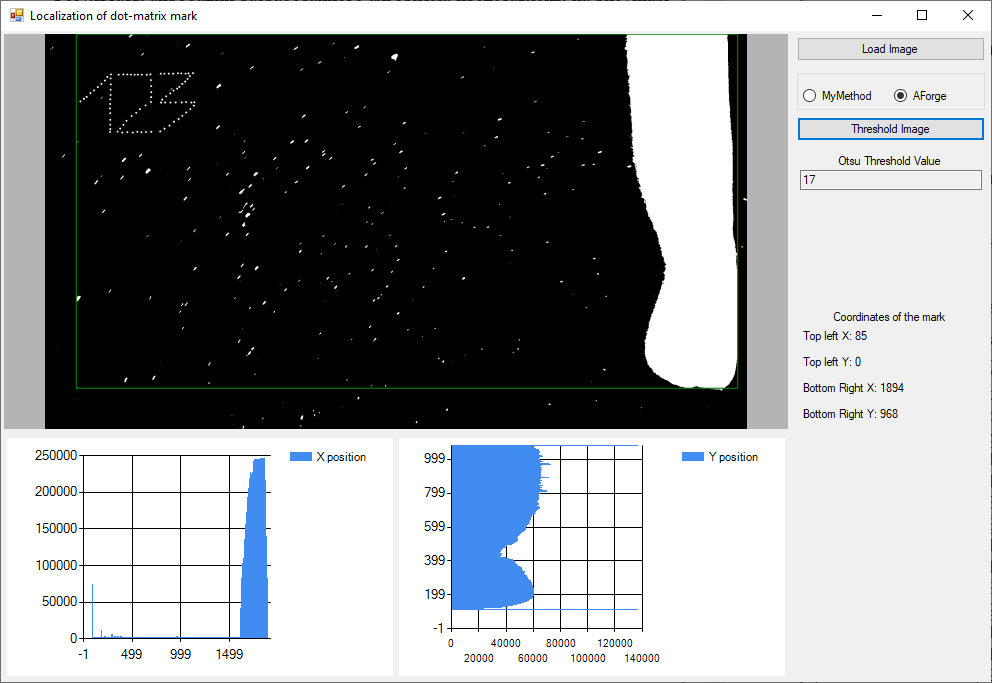 Localization of dot-matrix mark
Load Image
MyMethod
AForge
Threshold Image
Otsu Threshold Value
17
Coordinates of the mark
Top left X: 85
Top left Y: 0
Bottom Right X: 1894
Bottom Right Y: 968
250000
200000
150000
100000
50000
0
-1
499
999
1499
X position
999
799
599
399
199
-1
0
40000
80000
120000
20000
60000
100000
140000
Y position